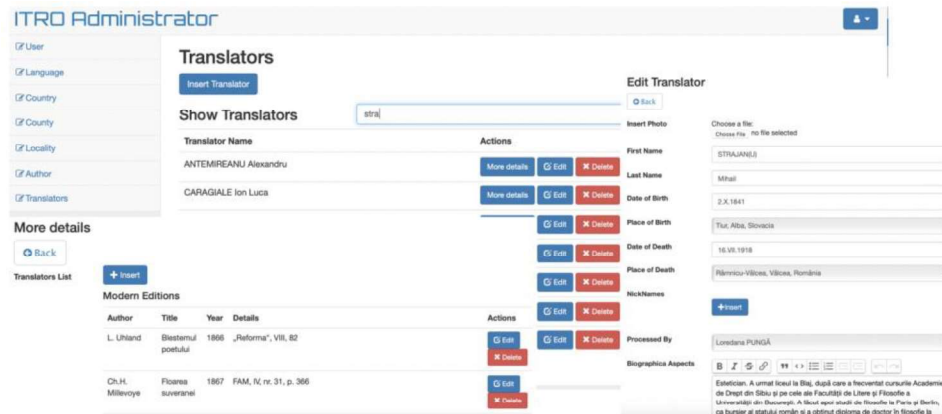 ITRO Administrator
User
Language
Country
County
Locality
Author
Translators
Translators
Insert Translator
Show Translators
stra
Translator Name Actions
ANTEMIREANU Alexandru More details Edit Delete
CARAGIALE Ion Luca More details Edit Delete
Edit Delete
Edit Delete
Edit Delete
Edit Delete
Edit Delete
More details
Back
Translators List
Insert
Modern Editions
Author Title Year Details Actions
L. Uhland Blestemul poetului 1866 „Reforma", VIII, 82 Edit Delete
Ch.H. Millevoye Floarea suveranei 1867 FAM, IV, nr. 31, p. 366 Edit Delete
Edit Translator
Back
Insert Photo Choose a file:
Choose File no file selected
First Name STRAJAN(U)
Last Name Mihail
Date of Birth 2.X.1841
Place of Birth Tiur, Alba, Slovacia
Date of Death 16.VII.1918
Place of Death Râmnicu-Vâlcea, Vâlcea, România
NickNames
Insert
Processed By Loredana PUNGĂ
Biographica Aspects
B I S
Estetician. A urmat liceul la Blaj, după care a frecventat cursurile Academie
de Drept din Sibiu și pe cele ale Facultății de Litere și Filosofie a
Universității din București. A făcut apoi studii de filosofie la Paris și Berlin,
ca bursier al statului român și a obținut diploma de doctor în filosofie la